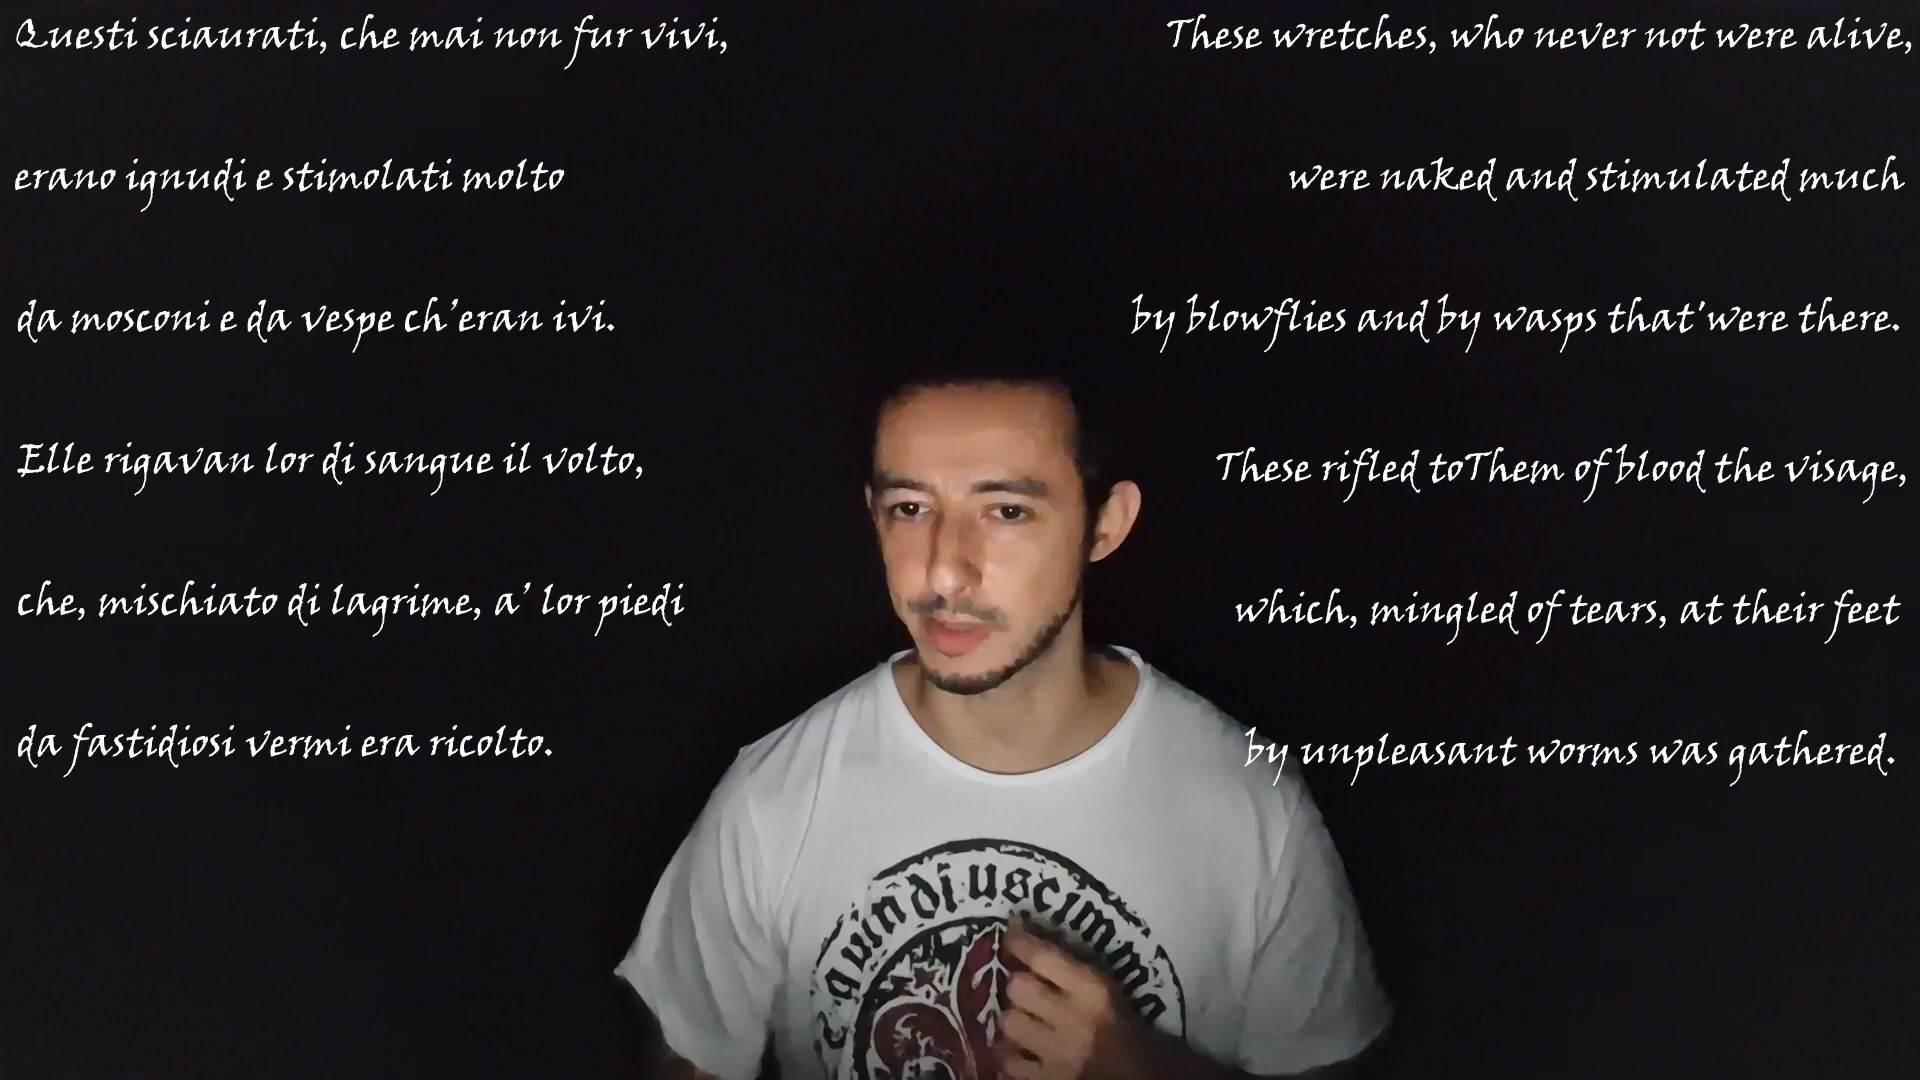 Questi sciaurati, che mai non fur vivi,
erano ignudi e stimolati molto
da mosconi e da vespe ch'eran ivi.
Elle rigavan lor di sangue il volto,
che, mischiato di lagrime, a' lor piedi
da fastidiosi vermi era ricolto.
These wretches, who never not were alive,
were naked and stimulated much
by blowflies and by wasps that'were there.
These rifled toThem of blood the visage,
which, mingled of tears, at their feet
by unpleasant worms was gathered.
E quindi uscimmo